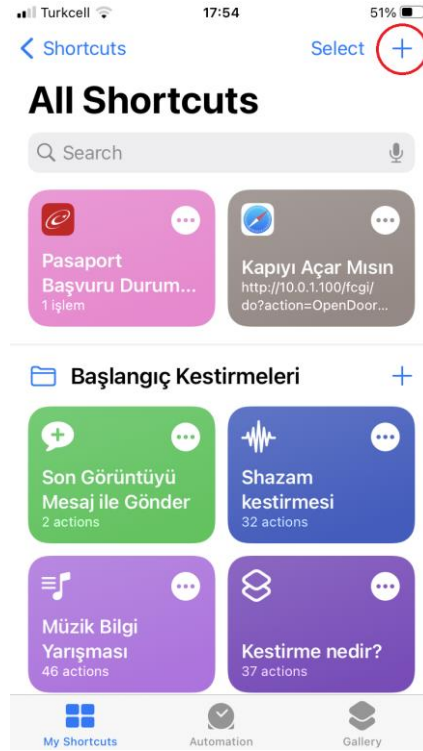 Turkcell 17:54 51%
Shortcuts Select
All Shortcuts
Search
Pasaport
Başvuru Durum...
1 işlem
Kapıyı Açar Mısın
http://10.0.1.100/fcgi/
do?action=OpenDoor...
Başlangıç Kestirmeleri
Son Görüntüyü
Mesaj ile Gönder
2 actions
Shazam
kestirmesi
32 actions
Müzik Bilgi
Yarışması
46 actions
Kestirme nedir?
37 actions
My Shortcuts Automation Gallery